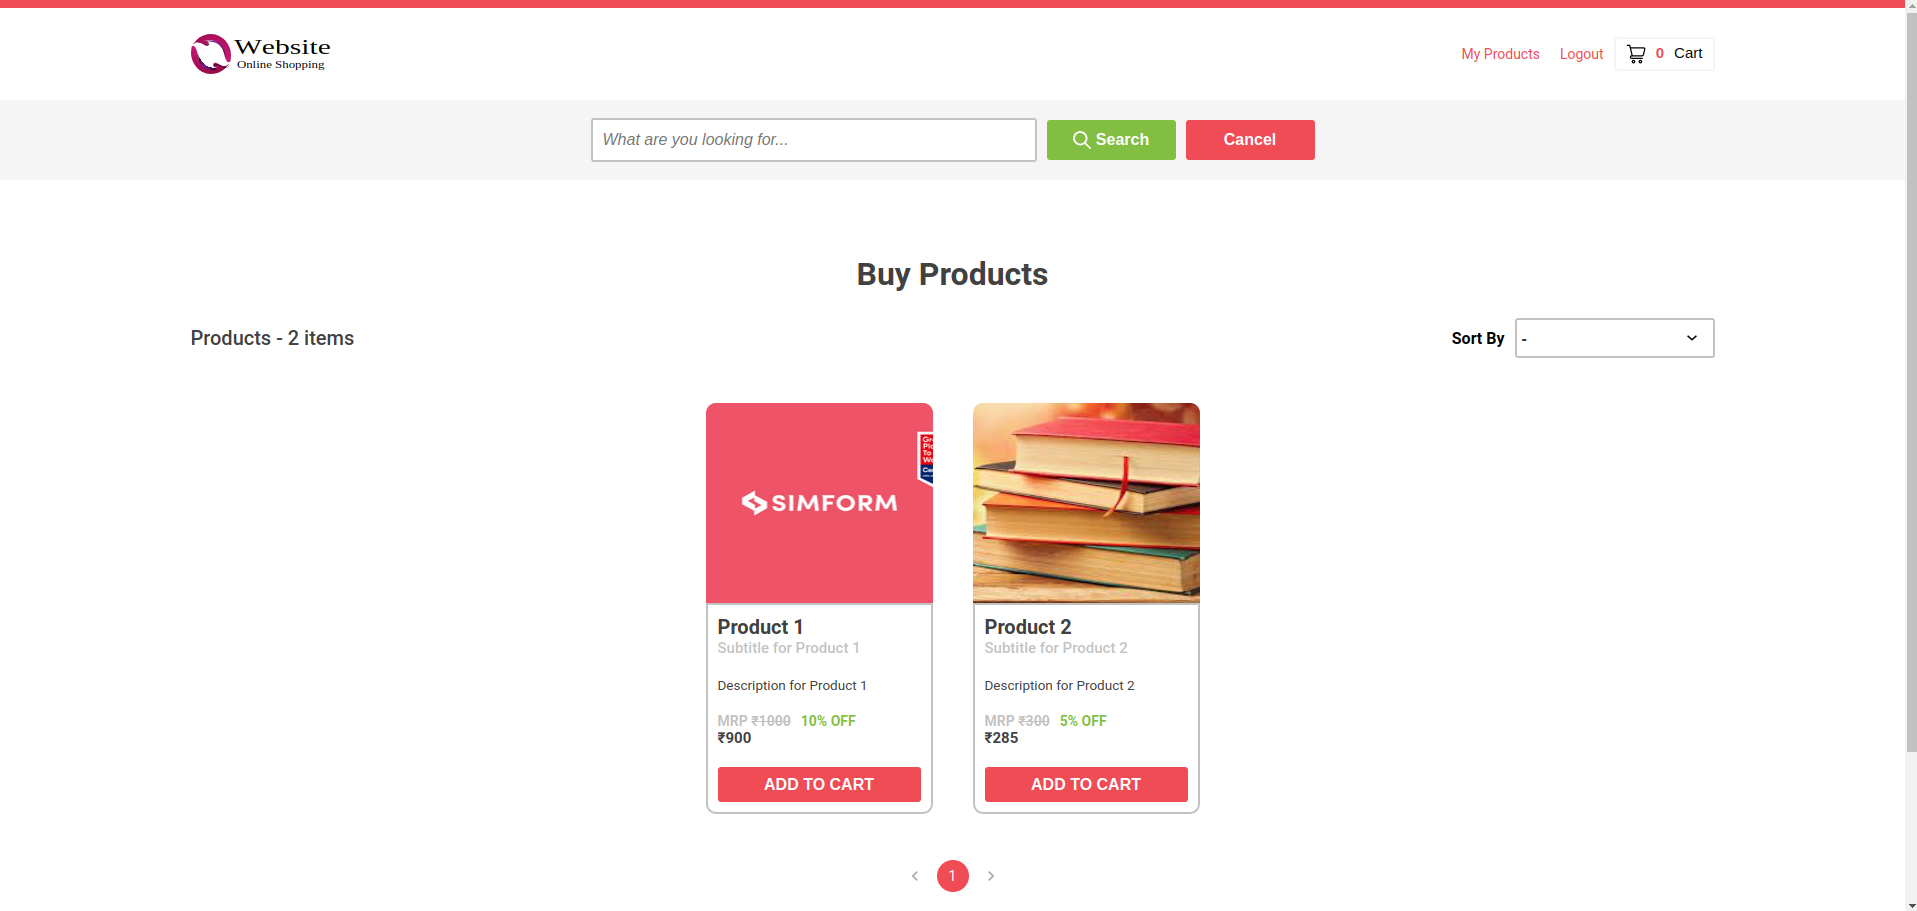 Website
Online Shopping
My Products
Logout
0 Cart
What are you looking for...
Search
Cancel
Buy Products
Products - 2 items
Sort By
-
SIMFORM
Product 1
Subtitle for Product 1
Description for Product 1
MRP ₹1000 10% OFF
₹900
ADD TO CART
Product 2
Subtitle for Product 2
Description for Product 2
MRP ₹300 5% OFF
₹285
ADD TO CART
1